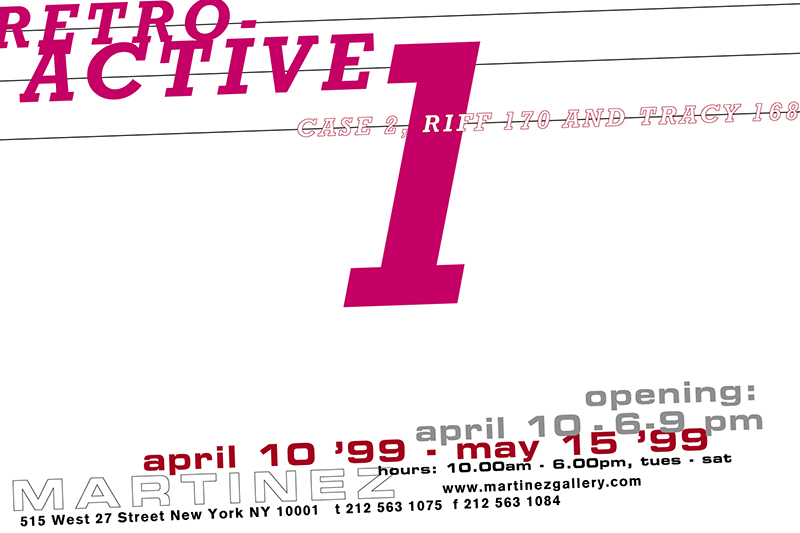 RETRO-
ACTIVE
1
CASE 2, RIFF 170 AND TRACY 168
opening:
april 10 - 6-9 pm
april 10 '99 - may 15 '99
hours: 10.00am - 6.00pm, tues - sat
MARTINEZ
www.martinezgallery.com
515 West 27 Street New York NY 10001 t 212 563 1075 f 212 563 1084